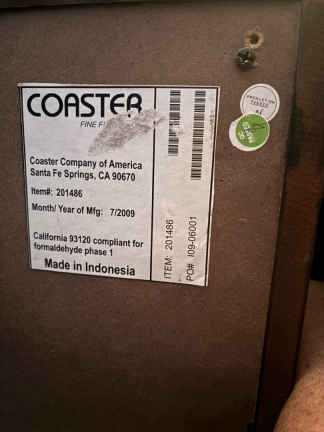 COASTER
FINE
Coaster Company of America
Santa Fe Springs, CA 90670
Item#: 201486
Month/ Year of Mfg: 7/2009
California 93120 compliant for
formaldehyde phase 1
Made in Indonesia
ITEM: 201486
PO# I09-06001